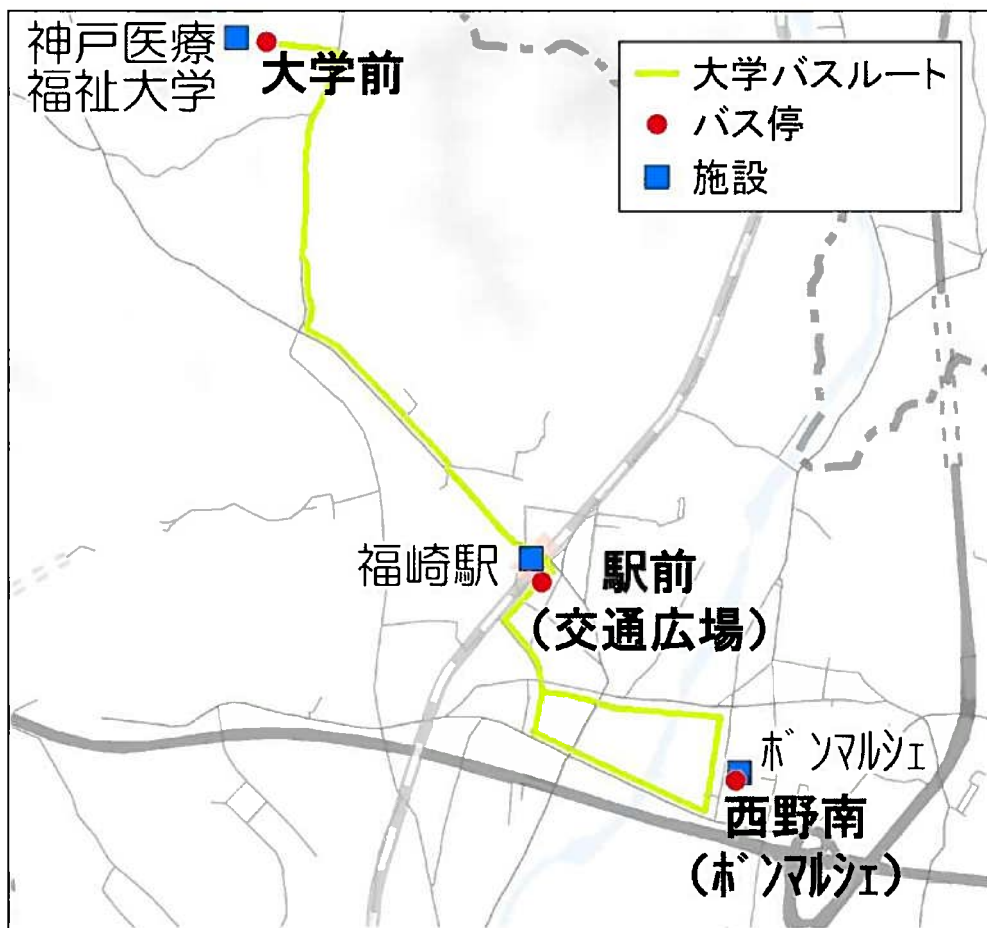 神戸医療
福祉大学
大学前
大学バスルート
バス停
施設
福崎駅
駅前
（交通広場）
ボンマルシェ
西野南
（ボンマルシェ）